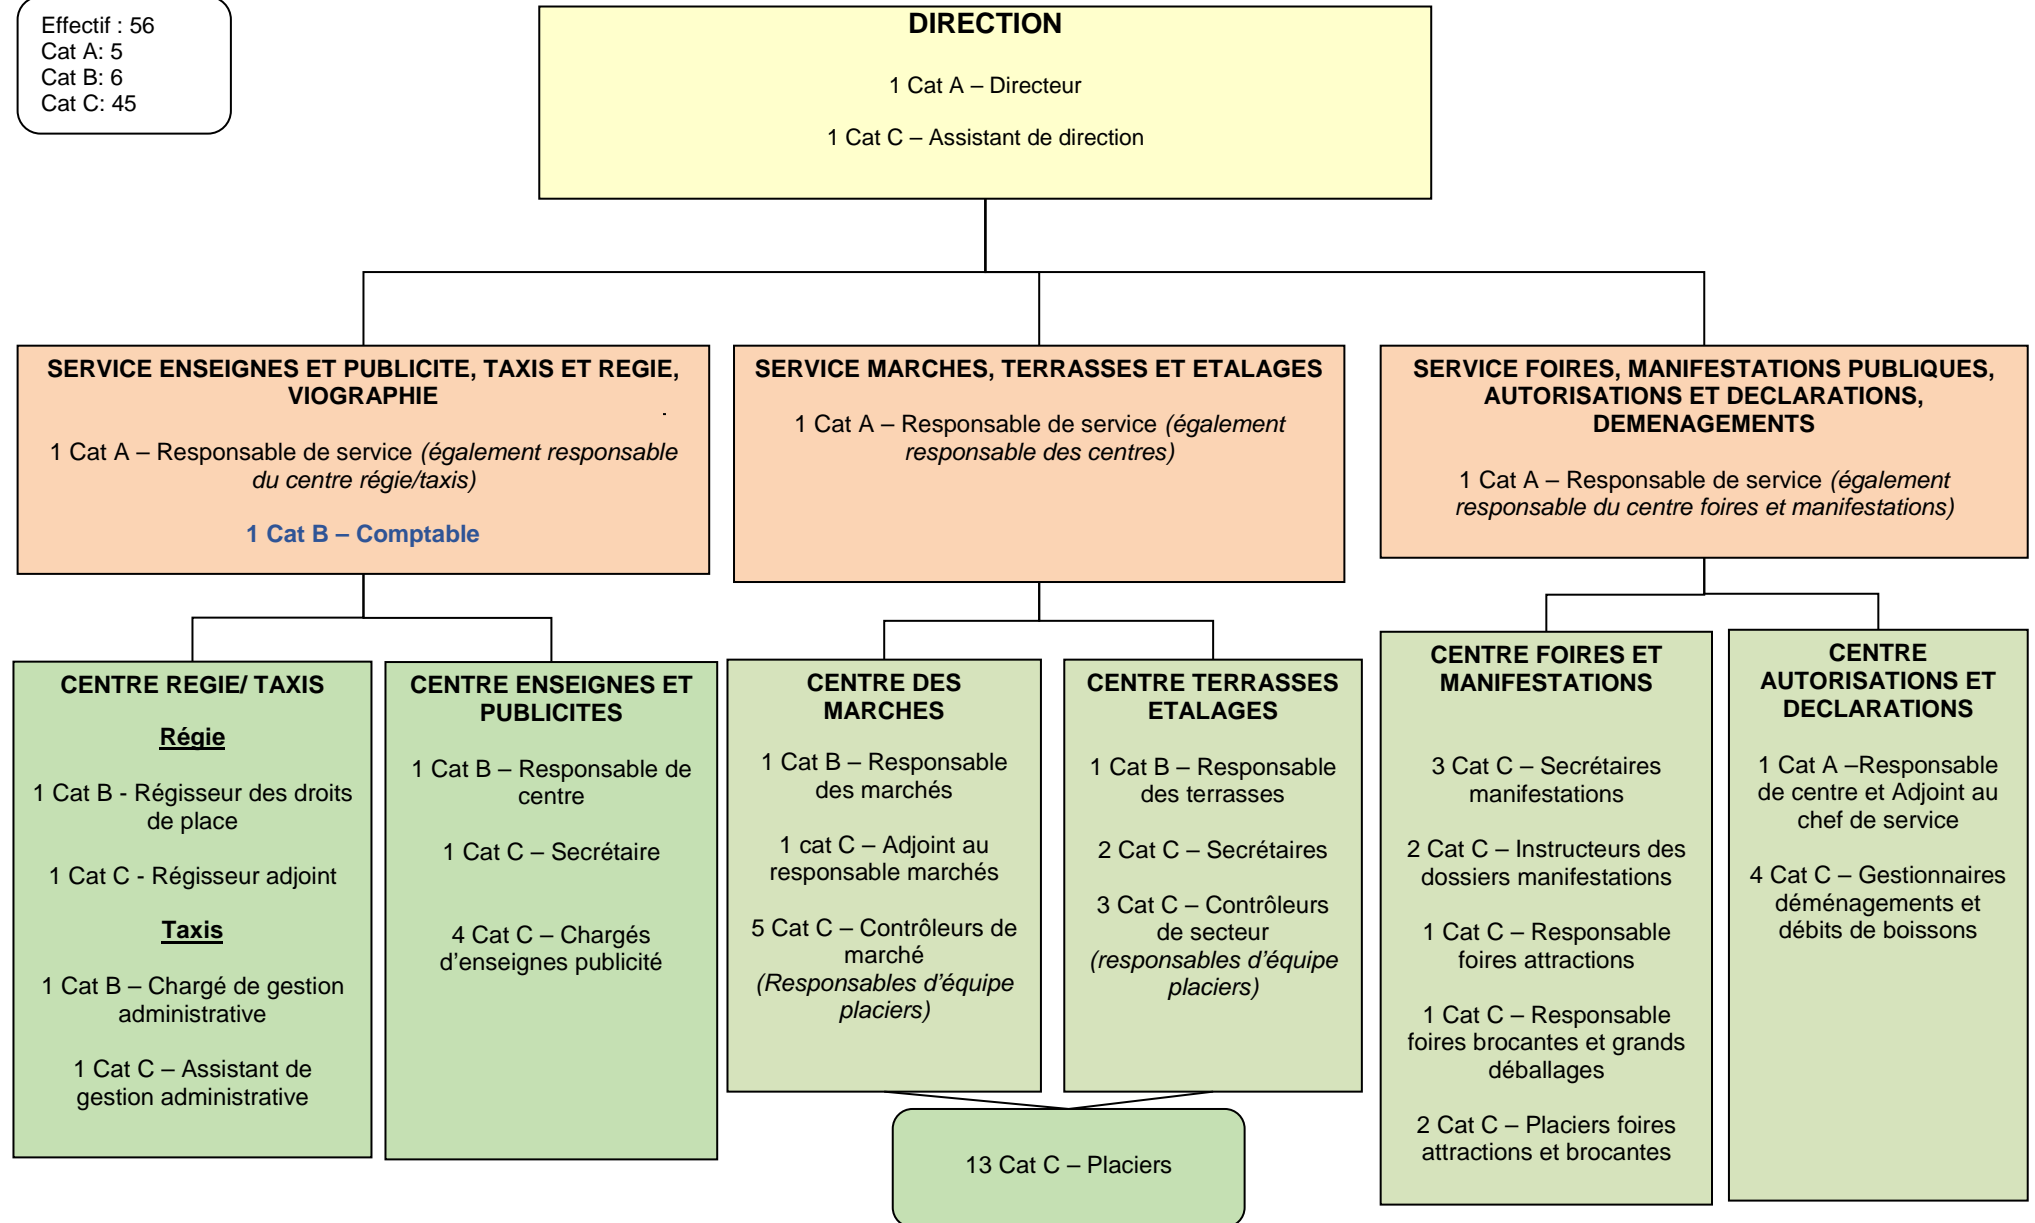 Effectif : 56
Cat A: 5
Cat B: 6
Cat C: 45
DIRECTION
1 Cat A – Directeur
1 Cat C – Assistant de direction
SERVICE ENSEIGNES ET PUBLICITE, TAXIS ET REGIE,
VIOGRAPHIE
1 Cat A – Responsable de service (également responsable
du centre régie/taxis)
1 Cat B – Comptable
SERVICE MARCHES, TERRASSES ET ETALAGES
1 Cat A – Responsable de service (également
responsable des centres)
SERVICE FOIRES, MANIFESTATIONS PUBLIQUES,
AUTORISATIONS ET DECLARATIONS,
DEMENAGEMENTS
1 Cat A – Responsable de service (également
responsable du centre foires et manifestations)
CENTRE REGIE/ TAXIS
Régie
1 Cat B - Régisseur des droits
de place
1 Cat C - Régisseur adjoint
Taxis
1 Cat B – Chargé de gestion
administrative
1 Cat C – Assistant de
gestion administrative
CENTRE ENSEIGNES ET
PUBLICITES
1 Cat B – Responsable de
centre
1 Cat C – Secrétaire
4 Cat C – Chargés
d'enseignes publicité
CENTRE DES
MARCHES
1 Cat B – Responsable
des marchés
1 cat C – Adjoint au
responsable marchés
5 Cat C – Contrôleurs de
marché
(Responsables d'équipe
placiers)
CENTRE TERRASSES
ETALAGES
1 Cat B – Responsable
des terrasses
2 Cat C – Secrétaires
3 Cat C – Contrôleurs
de secteur
(responsables d'équipe
placiers)
13 Cat C – Placiers
CENTRE FOIRES ET
MANIFESTATIONS
3 Cat C – Secrétaires
manifestations
2 Cat C – Instructeurs des
dossiers manifestations
1 Cat C – Responsable
foires attractions
1 Cat C – Responsable
foires brocantes et grands
déballages
2 Cat C – Placiers foires
attractions et brocantes
CENTRE
AUTORISATIONS ET
DECLARATIONS
1 Cat A –Responsable
de centre et Adjoint au
chef de service
4 Cat C – Gestionnaires
déménagements et
débits de boissons